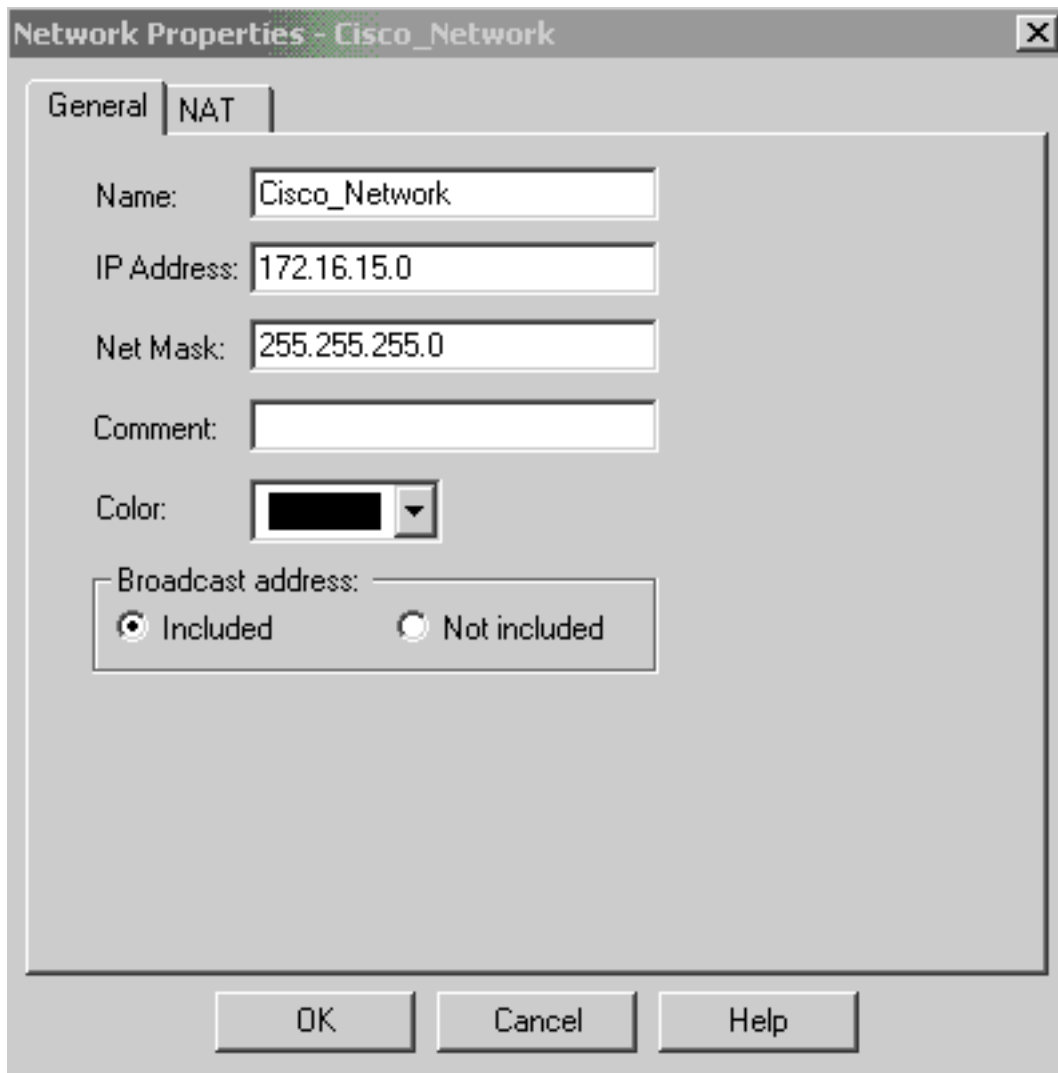 Network Properties - Cisco_Network
General
NAT
Name:
Cisco_Network
IP Address:
172.16.15.0
Net Mask:
255.255.255.0
Comment:
Color:
Broadcast address:
Included
Not included
OK
Cancel
Help